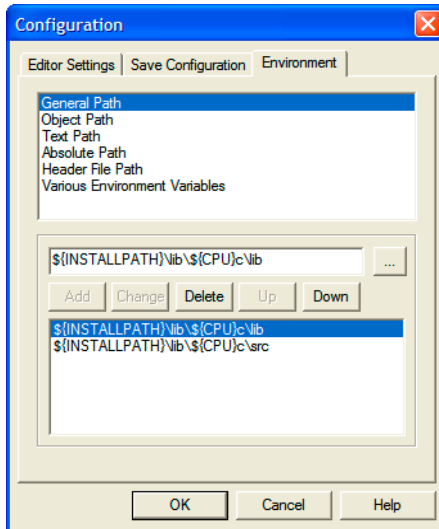 Configuration
Editor Settings Save Configuration Environment
General Path
Object Path
Text Path
Absolute Path
Header File Path
Various Environment Variables
${INSTALLPATH}\lib\${CPU}c\lib ...
Add Change Delete Up Down
${INSTALLPATH}\lib\${CPU}c\lib
${INSTALLPATH}\lib\${CPU}c\src
OK Cancel Help